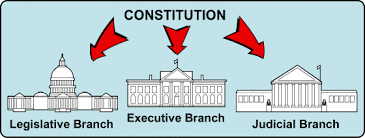 CONSTITUTION
Legislative Branch
Executive Branch
Judicial Branch